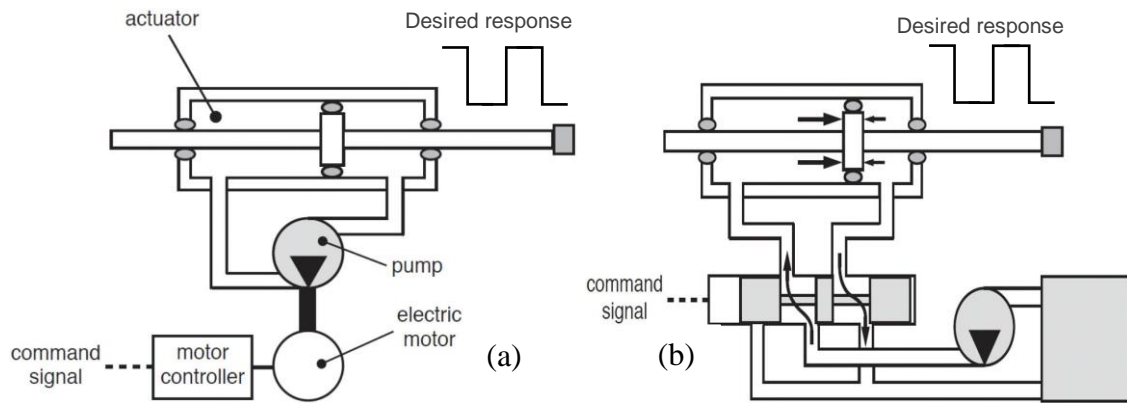 actuator
Desired response
pump
electric
motor
command
signal
motor
controller
(a)
Desired response
command
signal
(b)